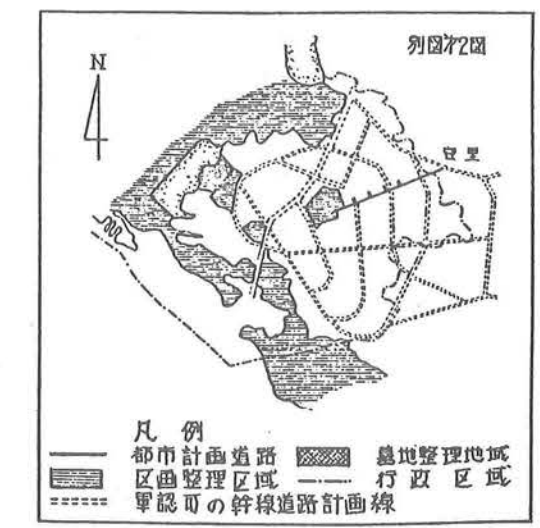 別図第2図
N
安里
凡例
都市計画道路
墓地整理地域
区画整理区域
行政区域
軍認可の幹線道路計画線